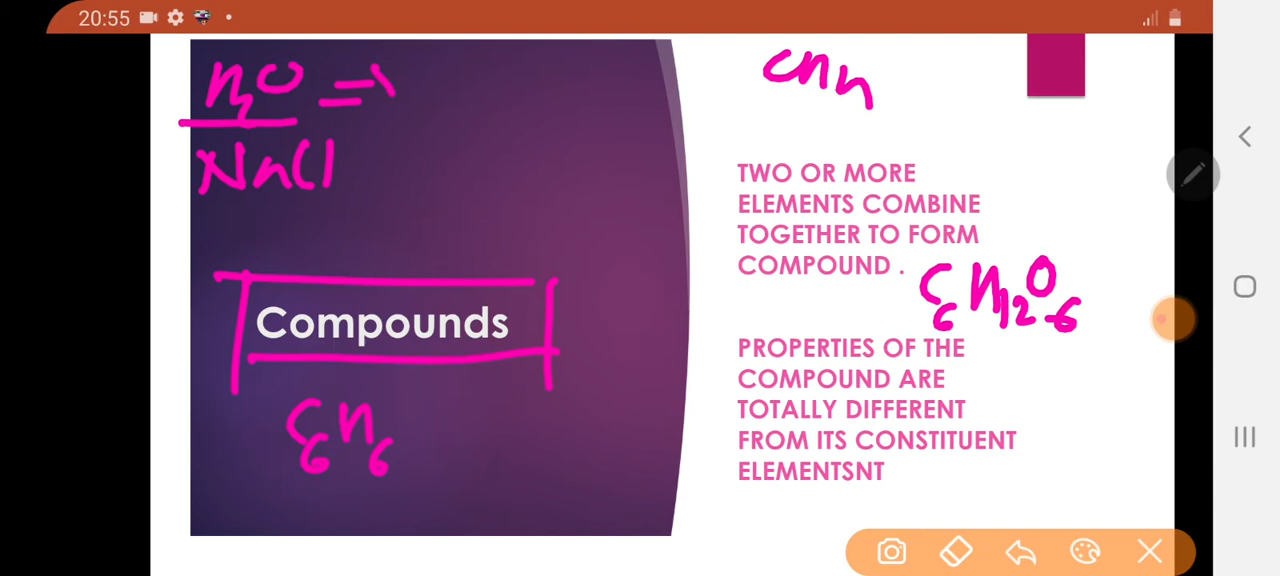 20:55
H2O ⇒
NaCl
Compounds
C6H6
CH4
TWO OR MORE
ELEMENTS COMBINE
TOGETHER TO FORM
COMPOUND .
C6H12O6
PROPERTIES OF THE
COMPOUND ARE
TOTALLY DIFFERENT
FROM ITS CONSTITUENT
ELEMENTSNT